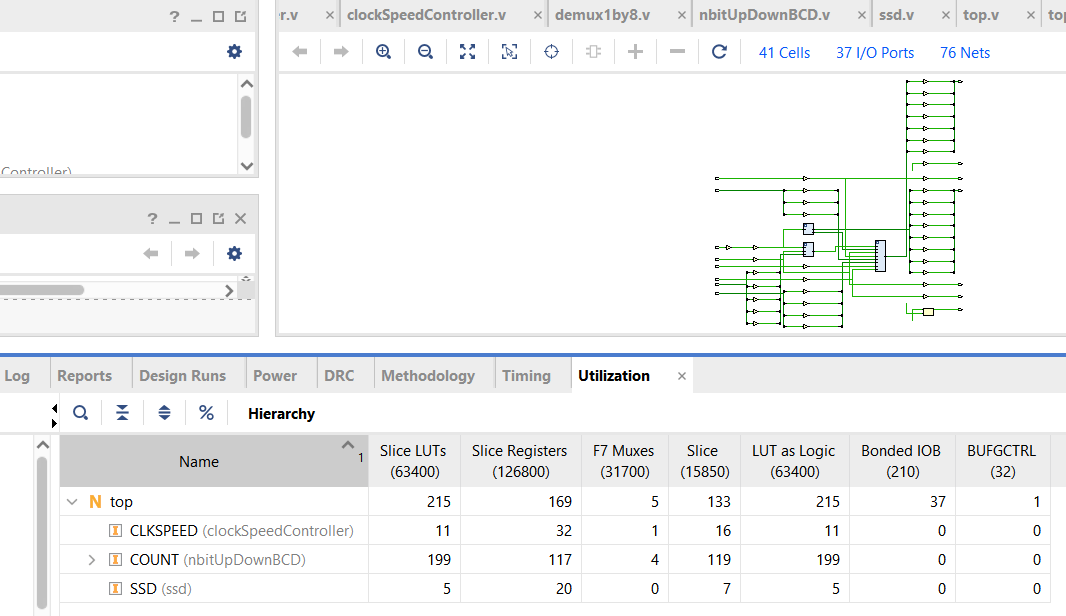 er.v × clockSpeedController.v × demux1by8.v × nbitUpDownBCD.v × ssd.v × top.v × top
? _
41 Cells 37 I/O Ports 76 Nets
Controller)
? _ ×
Log Reports Design Runs Power DRC Methodology Timing Utilization ×
% Hierarchy
Name 1 Slice LUTs (63400) Slice Registers (126800) F7 Muxes (31700) Slice (15850) LUT as Logic (63400) Bonded IOB (210) BUFGCTRL (32)
N top 215 169 5 133 215 37 1
I CLKSPEED (clockSpeedController) 11 32 1 16 11 0 0
I COUNT (nbitUpDownBCD) 199 117 4 119 199 0 0
I SSD (ssd) 5 20 0 7 5 0 0